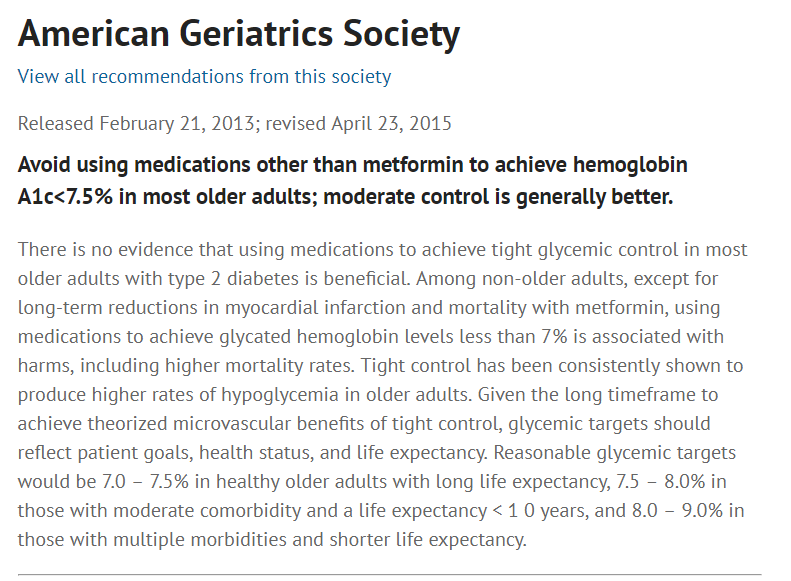 American Geriatrics Society
View all recommendations from this society
Released February 21, 2013; revised April 23, 2015
Avoid using medications other than metformin to achieve hemoglobin
A1c<7.5% in most older adults; moderate control is generally better.
There is no evidence that using medications to achieve tight glycemic control in most
older adults with type 2 diabetes is beneficial. Among non-older adults, except for
long-term reductions in myocardial infarction and mortality with metformin, using
medications to achieve glycated hemoglobin levels less than 7% is associated with
harms, including higher mortality rates. Tight control has been consistently shown to
produce higher rates of hypoglycemia in older adults. Given the long timeframe to
achieve theorized microvascular benefits of tight control, glycemic targets should
reflect patient goals, health status, and life expectancy. Reasonable glycemic targets
would be 7.0 – 7.5% in healthy older adults with long life expectancy, 7.5 – 8.0% in
those with moderate comorbidity and a life expectancy < 1 0 years, and 8.0 – 9.0% in
those with multiple morbidities and shorter life expectancy.